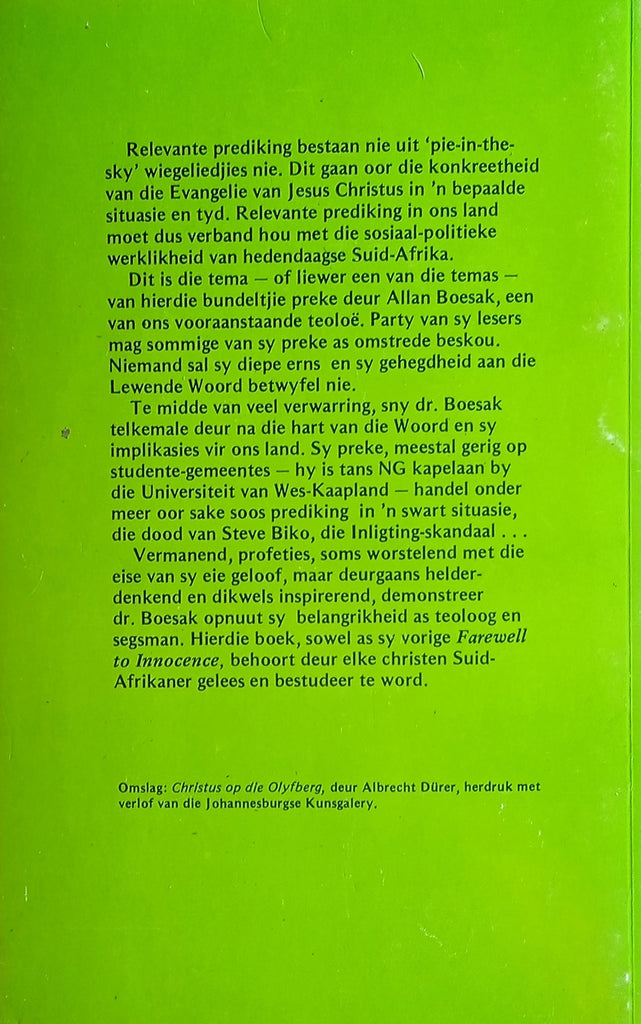 Relevante prediking bestaan nie uit 'pie-in-the-
sky' wiegeliedjies nie. Dit gaan oor die konkreetheid
van die Evangelie van Jesus Christus in 'n bepaalde
situasie en tyd. Relevante prediking in ons land
moet dus verband hou met die sosiaal-politieke
werklikheid van hedendaagse Suid-Afrika.
Dit is die tema — of liewer een van die temas —
van hierdie bundeltjie preke deur Allan Boesak, een
van ons vooraanstaande teoloë. Party van sy lesers
mag sommige van sy preke as omstrede beskou.
Niemand sal sy diepe erns en sy gehegdheid aan die
Lewende Woord betwyfel nie.
Te midde van veel verwarring, sny dr. Boesak
telkemale deur na die hart van die Woord en sy
implikasies vir ons land. Sy preke, meestal gerig op
studente-gemeentes — hy is tans NG kapelaan by
die Universiteit van Wes-Kaapland — handel onder
meer oor sake soos prediking in 'n swart situasie,
die dood van Steve Biko, die Inligting-skandaal . . .
Vermanend, profeties, soms worstelend met die
eise van sy eie geloof, maar deurgaans helder-
denkend en dikwels inspirerend, demonstreer
dr. Boesak opnuut sy belangrikheid as teoloog en
segsman. Hierdie boek, sowel as sy vorige Farewell
to Innocence, behoort deur elke christen Suid-
Afrikaner gelees en bestudeer te word.
Omslag: Christus op die Olyfberg, deur Albrecht Dürer, herdruk met
verlof van die Johannesburgse Kunsgalery.